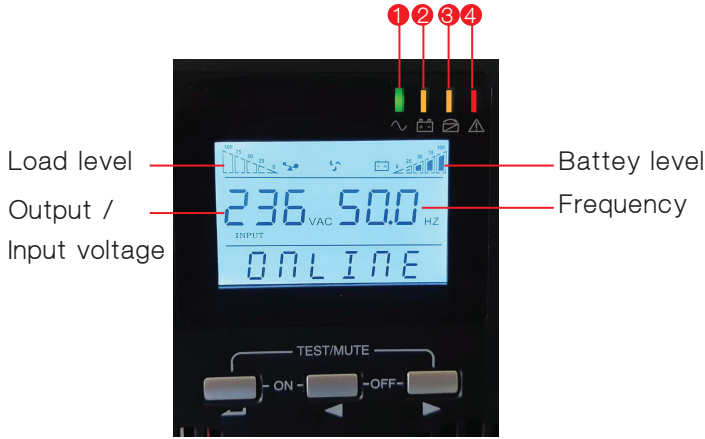 1 2 3 4
Load level
Battey level
100 75 50 25 0
0 25 50 75 100
Output /
Input voltage
Frequency
236 VAC 50.0 HZ
INPUT
ONLINE
TEST/MUTE
ON
OFF